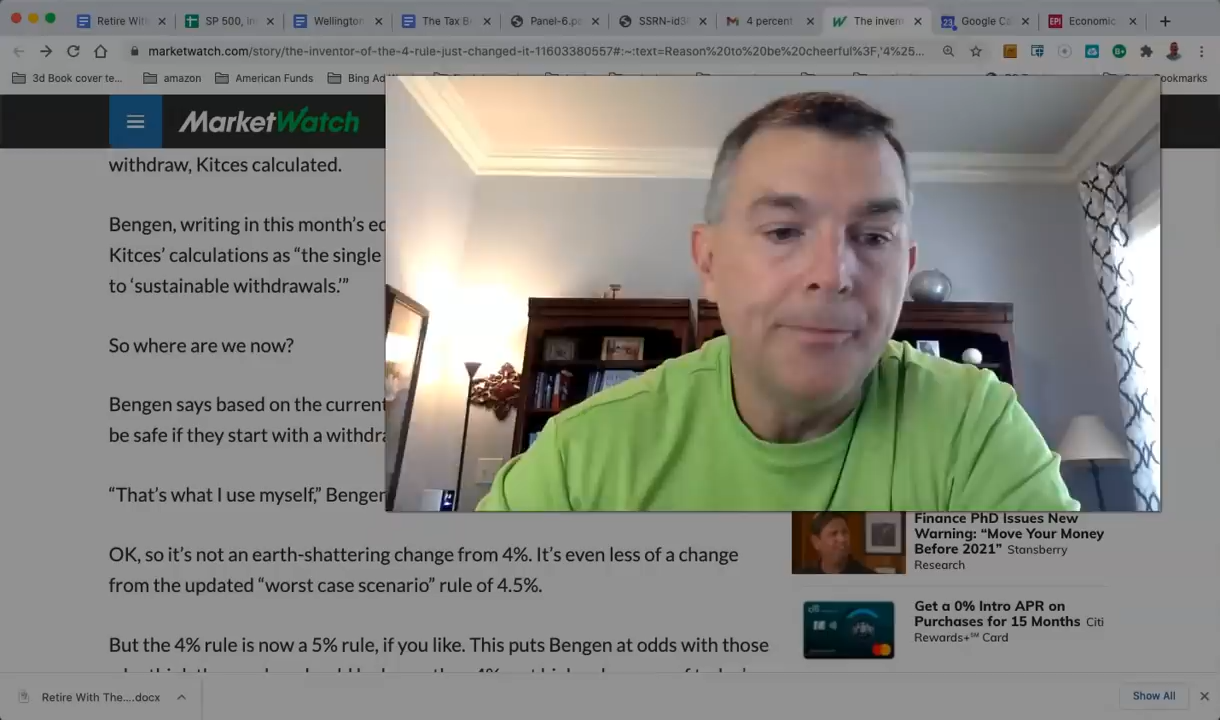 Retire With
SP 500, In
Wellington
The Tax B
Panel-6.pd
SSRN-id3
4 percent
The inven
Google Ca
Economic
marketwatch.com/story/the-inventor-of-the-4-rule-just-changed-it-11603380557#:~:text=Reason%20to%20be%20cheerful%3F,'4%25...
3d Book cover te...
amazon
American Funds
Bing Ad
ookmarks
MarketWatch
withdraw, Kitces calculated.
Bengen, writing in this month's ed
Kitces' calculations as “the single
to ‘sustainable withdrawals.’”
So where are we now?
Bengen says based on the current
be safe if they start with a withdra
“That's what I use myself,” Bengen
OK, so it's not an earth-shattering change from 4%. It's even less of a change
from the updated “worst case scenario” rule of 4.5%.
But the 4% rule is now a 5% rule, if you like. This puts Bengen at odds with those
Finance PhD Issues New
Warning: “Move Your Money
Before 2021” Stansberry
Research
Get a 0% Intro APR on
Purchases for 15 Months Citi
Rewards+℠ Card
Retire With The....docx
Show All